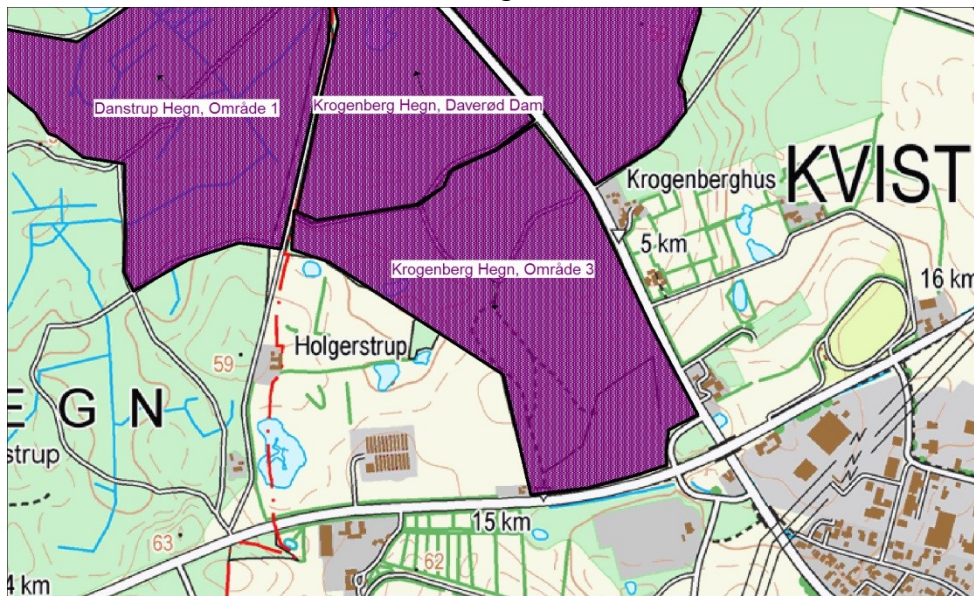 Danstrup Hegn, Område 1
Krogenberg Hegn, Daverød Dam
Krogenberghus
KVIST
5 km
Krogenberg Hegn, Område 3
16 km
Holgerstrup
59
EGN
strup
15 km
63
62
4 km